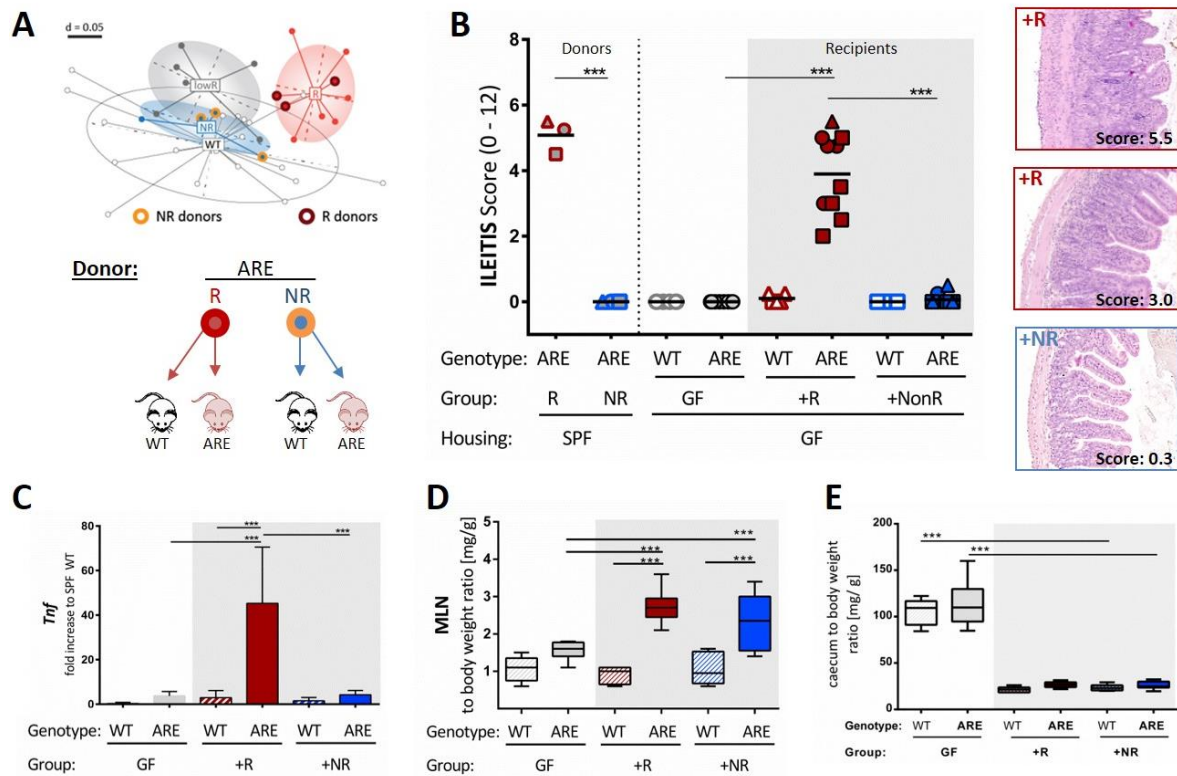 A
d = 0.05
lowR
R
NR
WT
NR donors
R donors
Donor:
ARE
R
NR
WT
ARE
WT
ARE
B
Donors
Recipients
***
***
***
ILEITIS Score (0 - 12)
8
6
4
2
0
Genotype: ARE ARE WT ARE WT ARE WT ARE
Group: R NR GF +R +NonR
Housing: SPF GF
+R
Score: 5.5
+R
Score: 3.0
+NR
Score: 0.3
C
Tnf
fold increase to SPF WT
80
60
40
20
0
***
***
***
Genotype: WT ARE WT ARE WT ARE
Group: GF +R +NR
D
MLN
to body weight ratio [mg/g]
5
4
3
2
1
***
***
***
***
Genotype: WT ARE WT ARE WT ARE
Group: GF +R +NR
E
caecum to body weight
ratio [mg/ g]
200
150
100
50
0
***
***
Genotype: WT ARE WT ARE WT ARE
Group: GF +R +NR